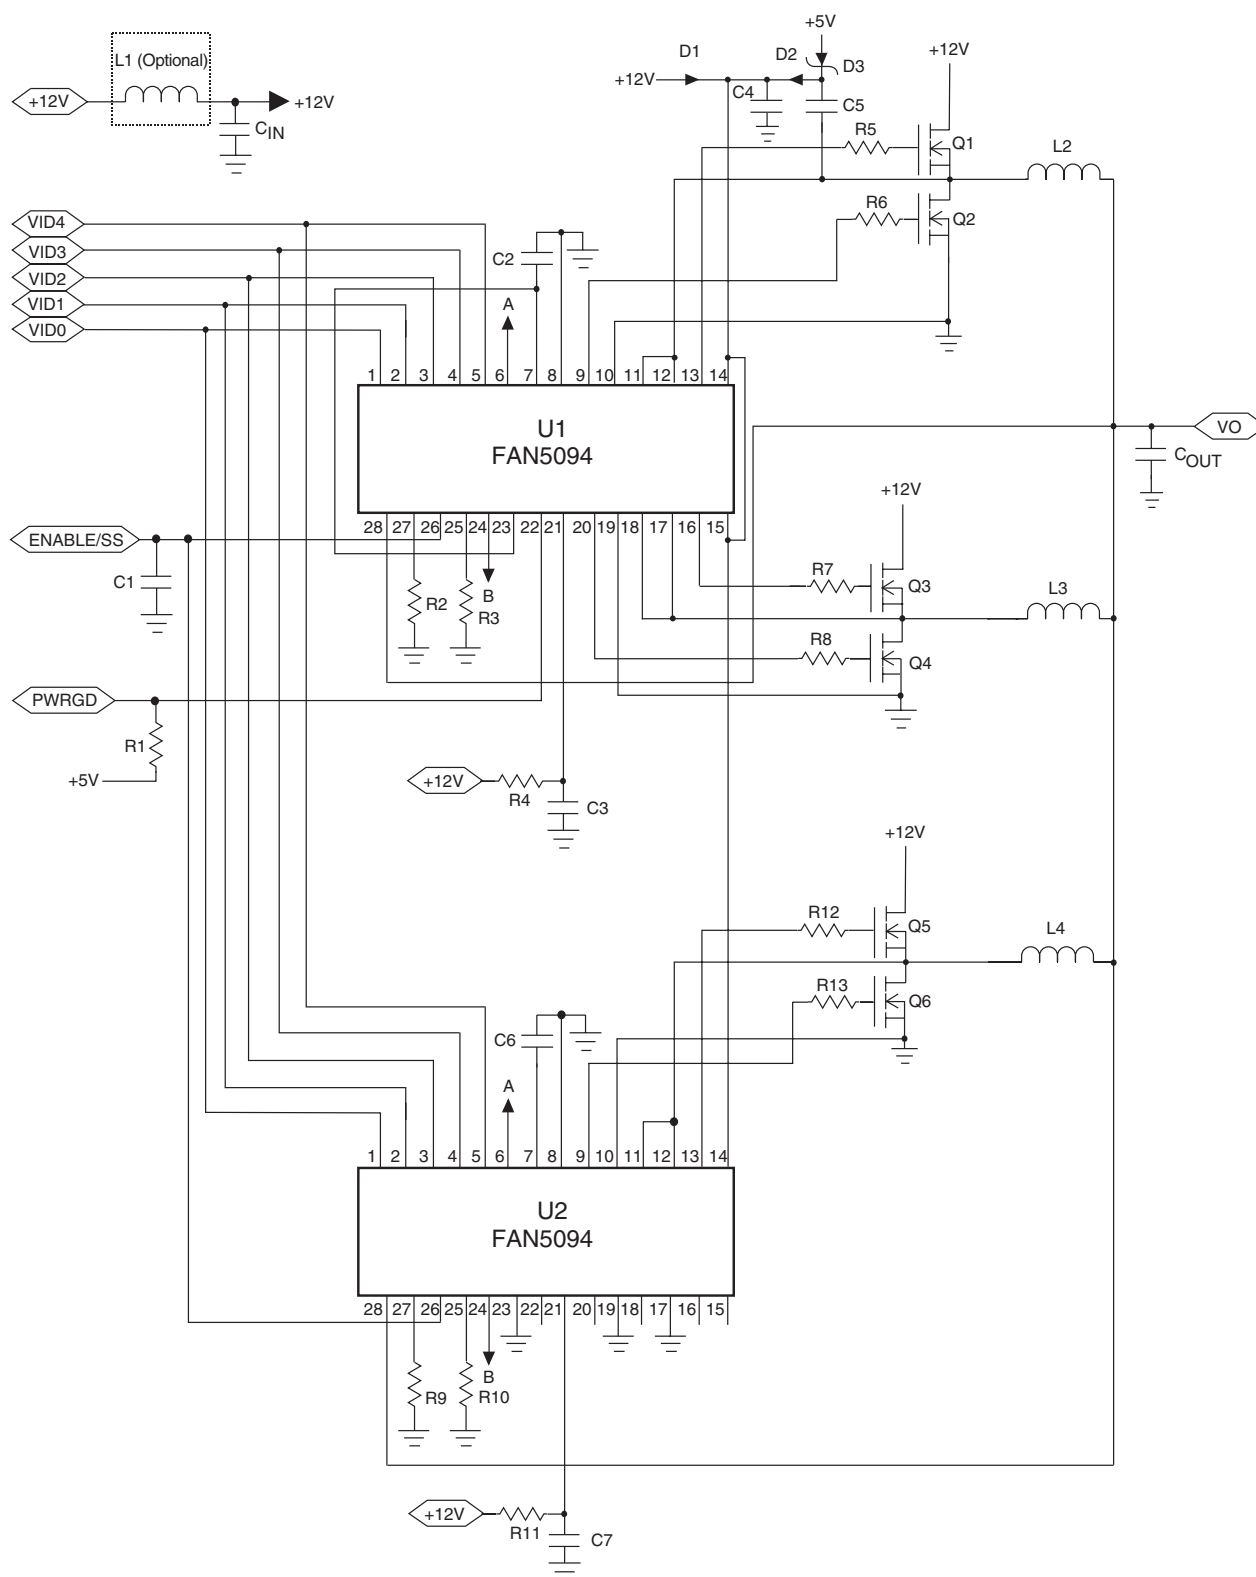 +5V
L1 (Optional)
D1
D2
D3
+12V
+12V
+12V
+12V
C4
C5
CIN
R5
Q1
L2
VID4
R6
Q2
VID3
C2
VID2
VID1
A
VID0
1 2 3 4 5 6 7 8 9 10 11 12 13 14
U1
FAN5094
VO
COUT
+12V
28 27 26 25 24 23 22 21 20 19 18 17 16 15
ENABLE/SS
C1
R7
Q3
L3
R2
B
R3
R8
Q4
PWRGD
R1
+5V
+12V
R4
C3
+12V
R12
Q5
L4
R13
Q6
C6
A
1 2 3 4 5 6 7 8 9 10 11 12 13 14
U2
FAN5094
28 27 26 25 24 23 22 21 20 19 18 17 16 15
B
R9
R10
+12V
R11
C7